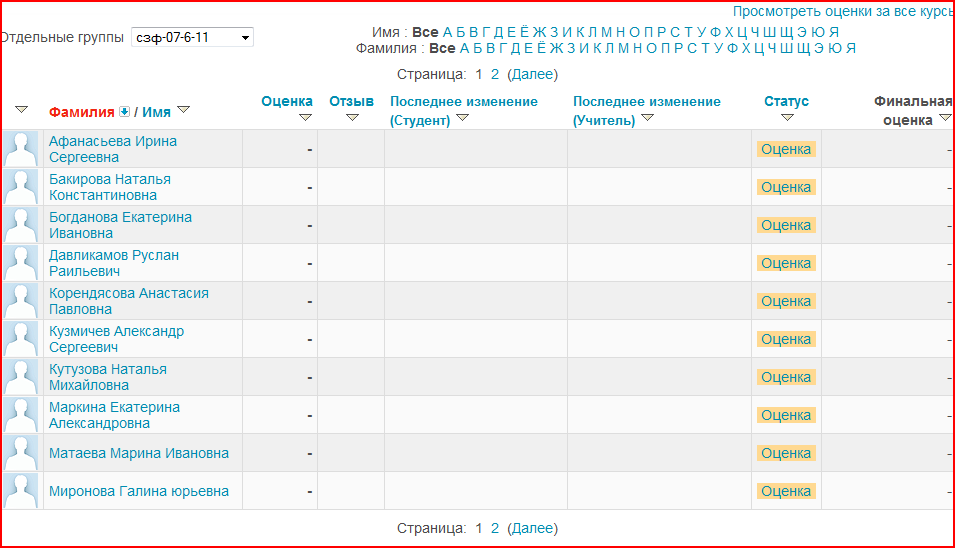 Просмотреть оценки за все курсы
Отдельные группы сзф-07-6-11
Имя : Все А Б В Г Д Е Ё Ж З И К Л М Н О П Р С Т У Ф Х Ц Ч Ш Щ Э Ю Я
Фамилия : Все А Б В Г Д Е Ё Ж З И К Л М Н О П Р С Т У Ф Х Ц Ч Ш Щ Э Ю Я
Страница: 1 2 (Далее)
Фамилия / Имя Оценка Отзыв Последнее изменение (Студент) Последнее изменение (Учитель) Статус Финальная оценка
Афанасьева Ирина
Сергеевна - Оценка -
Бакирова Наталья
Константиновна - Оценка -
Богданова Екатерина
Ивановна - Оценка -
Давликамов Руслан
Раильевич - Оценка -
Корендясова Анастасия
Павловна - Оценка -
Кузмичев Александр
Сергеевич - Оценка -
Кутузова Наталья
Михайловна - Оценка -
Маркина Екатерина
Александровна - Оценка -
Матаева Марина Ивановна - Оценка -
Миронова Галина юрьевна - Оценка -
Страница: 1 2 (Далее)